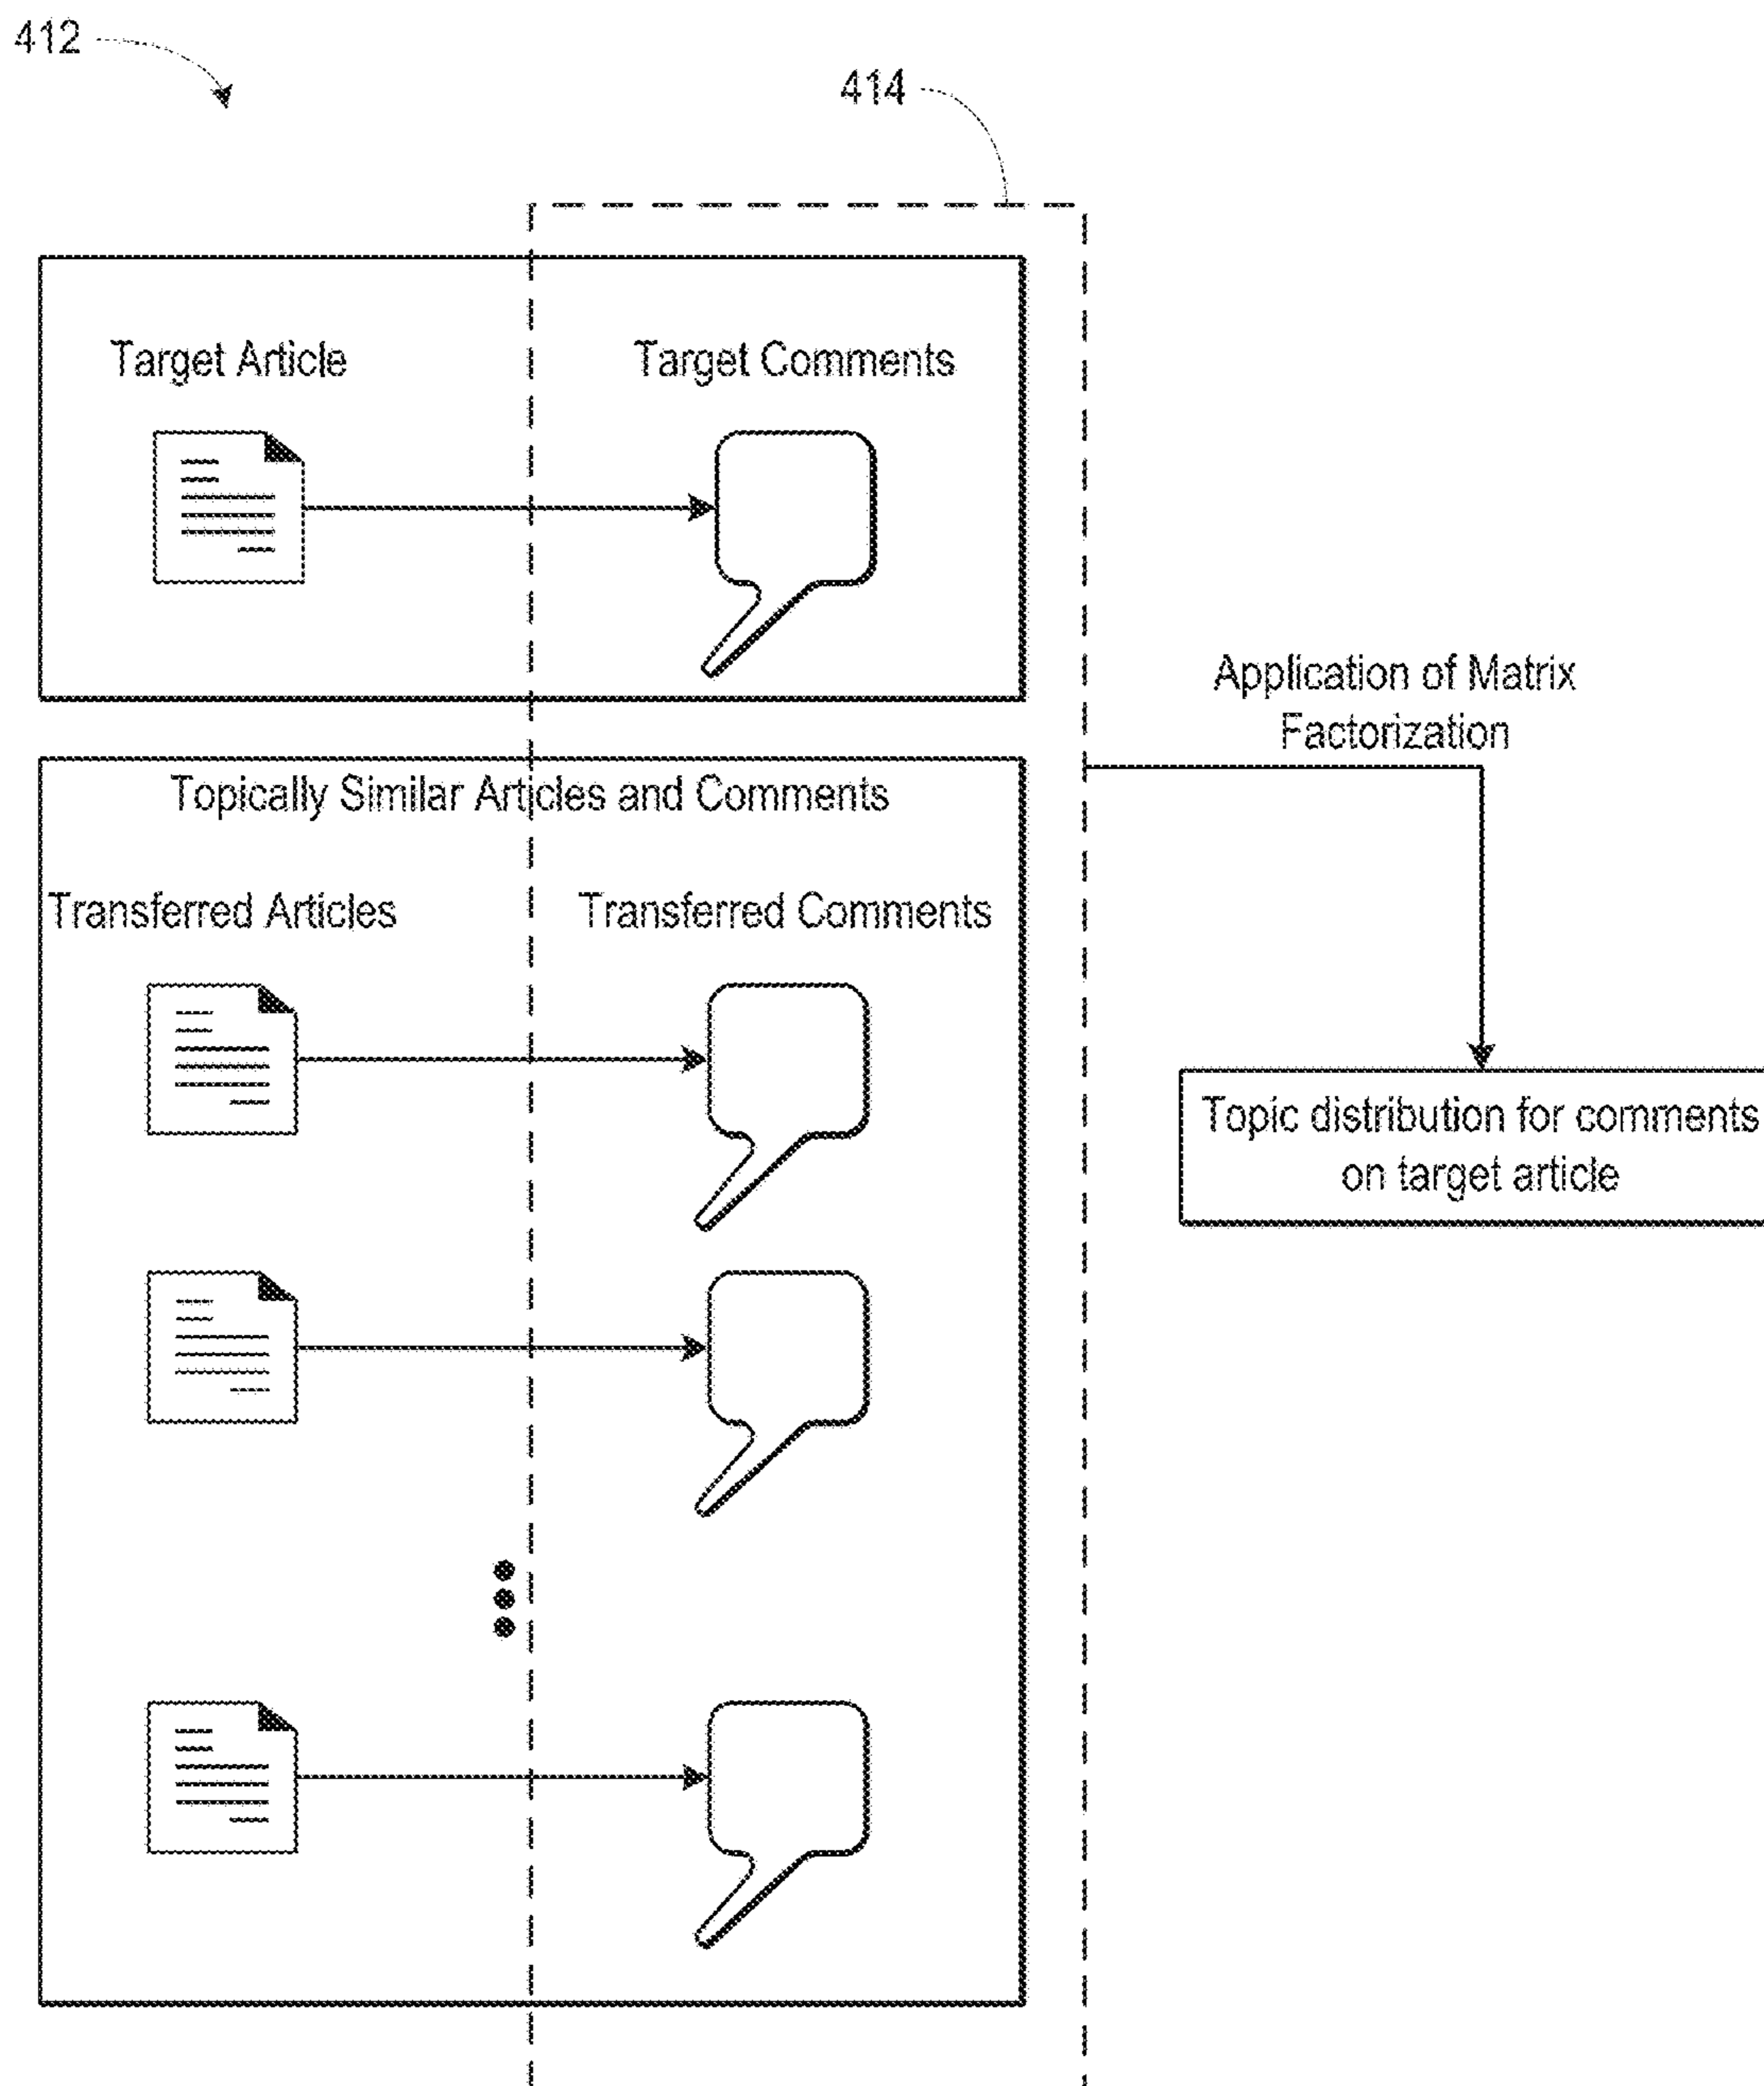 412
414
Target Article
Target Comments
Application of Matrix
Factorization
Topically Similar Articles and Comments
Transferred Articles
Transferred Comments
Topic distribution for comments
on target article